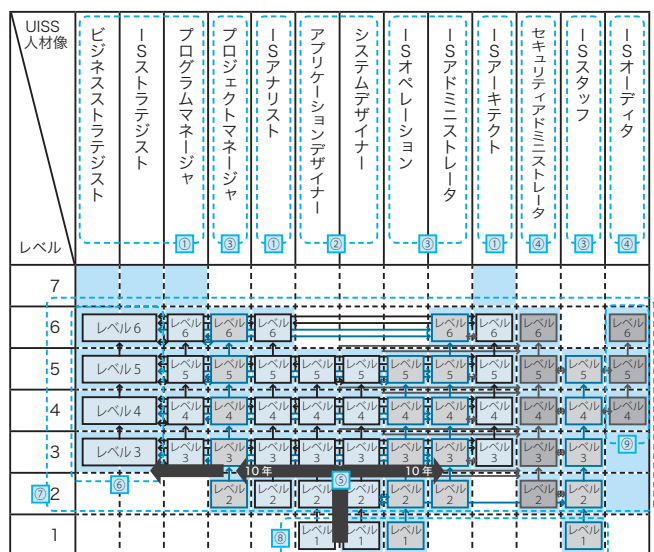 UISS
人材像
レベル
ビジネスストラテジスト
ISストラテジスト
プログラムマネージャ
プロジェクトマネージャ
ISアナリスト
アプリケーションデザイナー
システムデザイナー
ISオペレーション
ISアドミニストレータ
ISアーキテクト
セキュリティアドミニストレータ
ISスタッフ
ISオーディタ
① ③ ① ② ③ ① ④ ③ ④
7
6 レベル6 レベル6 レベル6 レベル6 レベル6 レベル6 レベル6 レベル6
5 レベル5 レベル5 レベル5 レベル5 レベル5 レベル5 レベル5 レベル5 レベル5 レベル5 レベル5 レベル5
4 レベル4 レベル4 レベル4 レベル4 レベル4 レベル4 レベル4 レベル4 レベル4 レベル4 レベル4 レベル4
⑨
3 レベル3 レベル3 レベル3 レベル3 レベル3 レベル3 レベル3 レベル3 レベル3 レベル3 レベル3
10年 ⑤ 10年
⑥
⑦ 2 レベル2 レベル2 レベル2 レベル2 レベル2 レベル2 レベル2 レベル2
1 ⑧ レベル1 レベル1 レベル1 レベル1